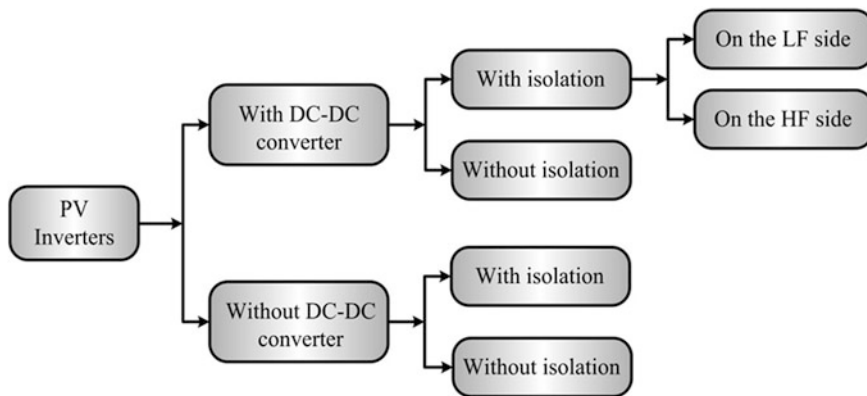 PV
Inverters
With DC-DC
converter
With isolation
On the LF side
On the HF side
Without isolation
Without DC-DC
converter
With isolation
Without isolation